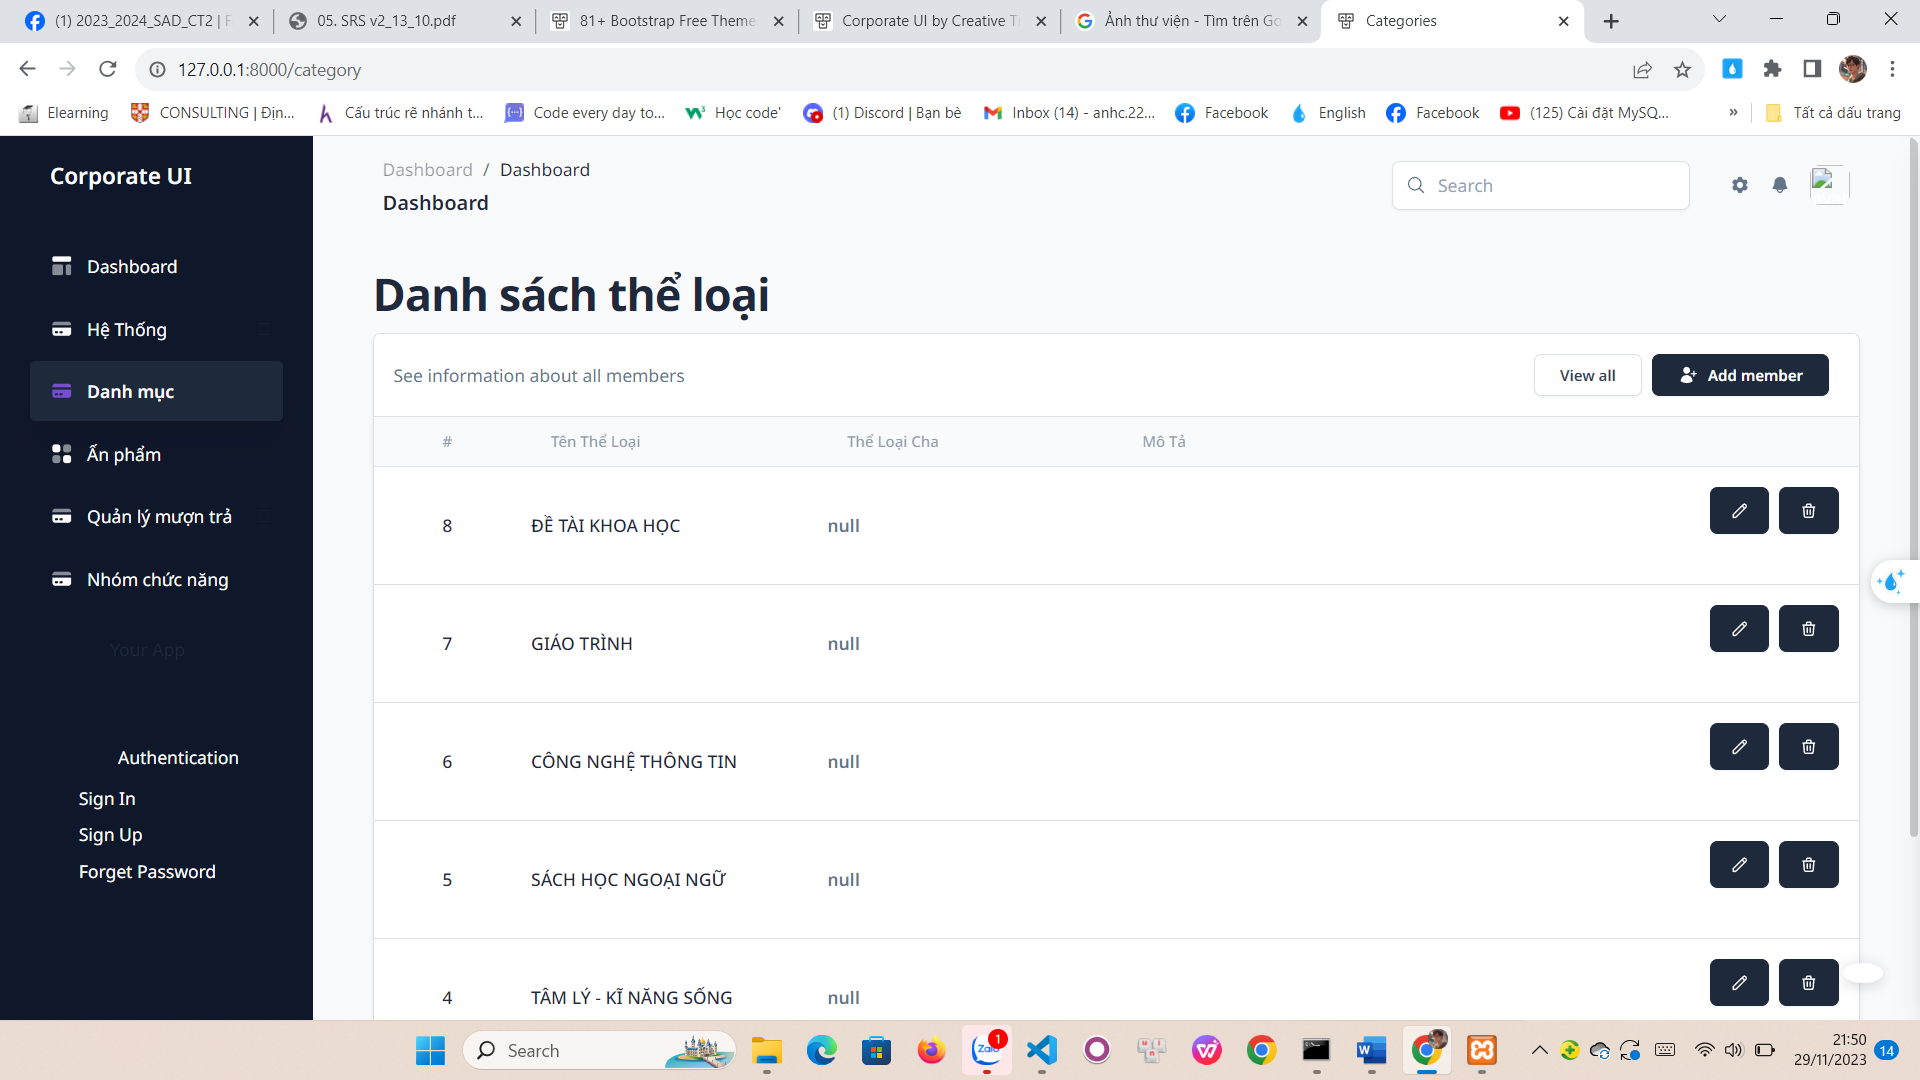 (1) 2023_2024_SAD_CT2 | F
05. SRS v2_13_10.pdf
81+ Bootstrap Free Theme
Corporate UI by Creative Ti
Ảnh thư viện - Tìm trên Go
Categories
127.0.0.1:8000/category
Elearning
CONSULTING | Địn...
Cấu trúc rẽ nhánh t...
Code every day to...
Học code'
(1) Discord | Bạn bè
Inbox (14) - anhc.22...
Facebook
English
Facebook
(125) Cài đặt MySQ...
»
Tất cả dấu trang
Corporate UI
Dashboard
Hệ Thống
Danh mục
Ấn phẩm
Quản lý mượn trả
Nhóm chức năng
Your App
Authentication
Sign In
Sign Up
Forget Password
Dashboard / Dashboard
Dashboard
Search
Danh sách thể loại
See information about all members
View all
Add member
# Tên Thể Loại Thể Loại Cha Mô Tả
8 ĐỀ TÀI KHOA HỌC null
7 GIÁO TRÌNH null
6 CÔNG NGHỆ THÔNG TIN null
5 SÁCH HỌC NGOẠI NGỮ null
4 TÂM LÝ - KĨ NĂNG SỐNG null
Search
Zalo
1
21:50
29/11/2023
14